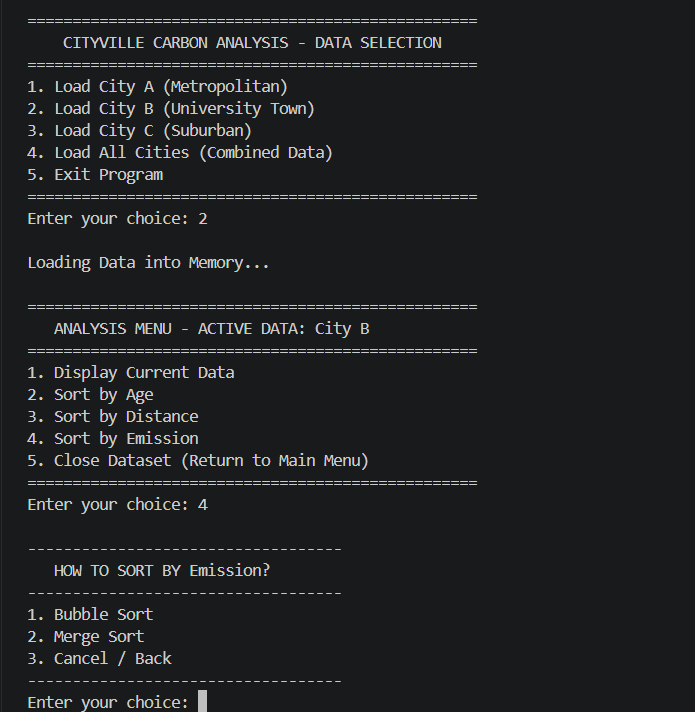 ==================================================
CITYVILLE CARBON ANALYSIS - DATA SELECTION
==================================================
1. Load City A (Metropolitan)
2. Load City B (University Town)
3. Load City C (Suburban)
4. Load All Cities (Combined Data)
5. Exit Program
==================================================
Enter your choice: 2
Loading Data into Memory...
==================================================
ANALYSIS MENU - ACTIVE DATA: City B
==================================================
1. Display Current Data
2. Sort by Age
3. Sort by Distance
4. Sort by Emission
5. Close Dataset (Return to Main Menu)
==================================================
Enter your choice: 4
-----------------------------------
HOW TO SORT BY Emission?
-----------------------------------
1. Bubble Sort
2. Merge Sort
3. Cancel / Back
-----------------------------------
Enter your choice: